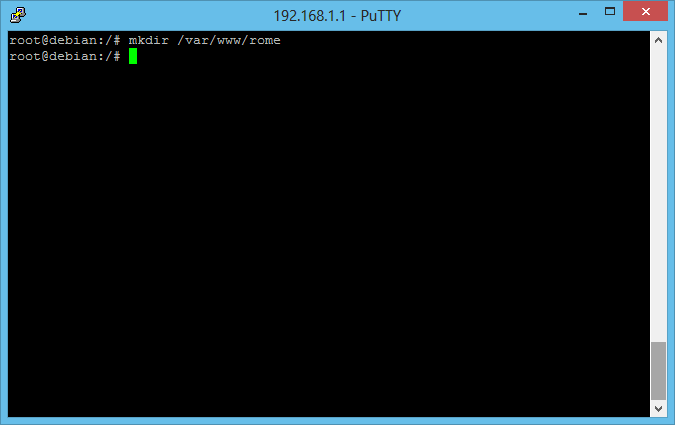 192.168.1.1 - PuTTY
root@debian:/# mkdir /var/www/rome
root@debian:/#